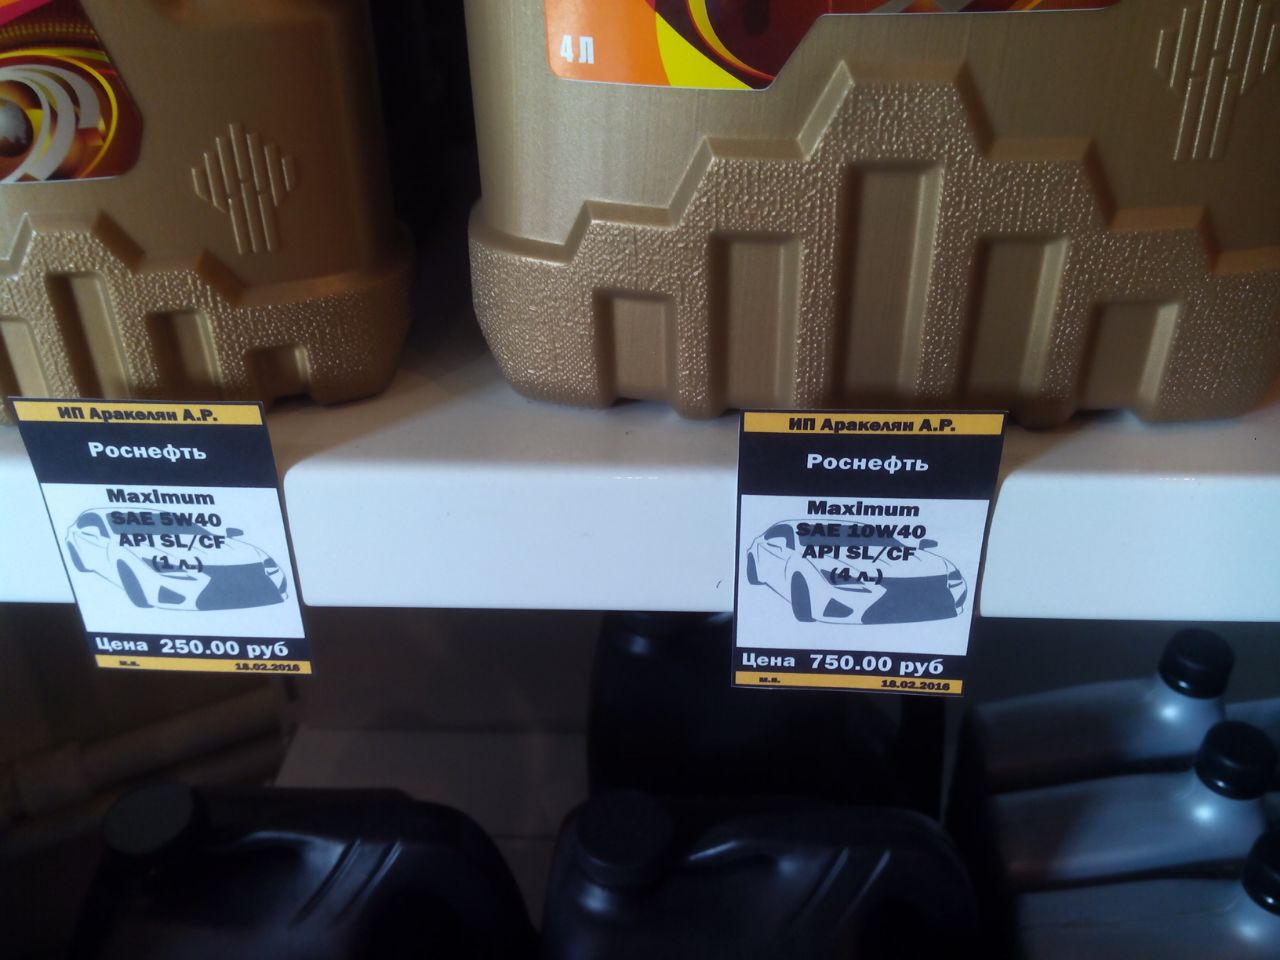 4 Л
ИП Аракелян А.Р.
Роснефть
Maximum
SAE 5W40
API SL/CF
(1 л.)
Цена 250.00 руб
м.п. 18.02.2016
ИП Аракелян А.Р.
Роснефть
Maximum
SAE 10W40
API SL/CF
(4 л.)
Цена 750.00 руб
м.п. 18.02.2016